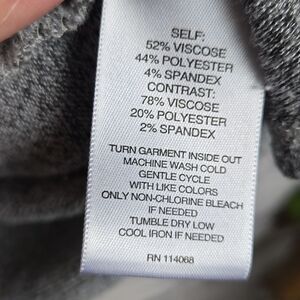 SELF:
52% VISCOSE
44% POLYESTER
4% SPANDEX
CONTRAST:
78% VISCOSE
20% POLYESTER
2% SPANDEX
TURN GARMENT INSIDE OUT
MACHINE WASH COLD
GENTLE CYCLE
WITH LIKE COLORS
ONLY NON-CHLORINE BLEACH
IF NEEDED
TUMBLE DRY LOW
COOL IRON IF NEEDED
RN 114068